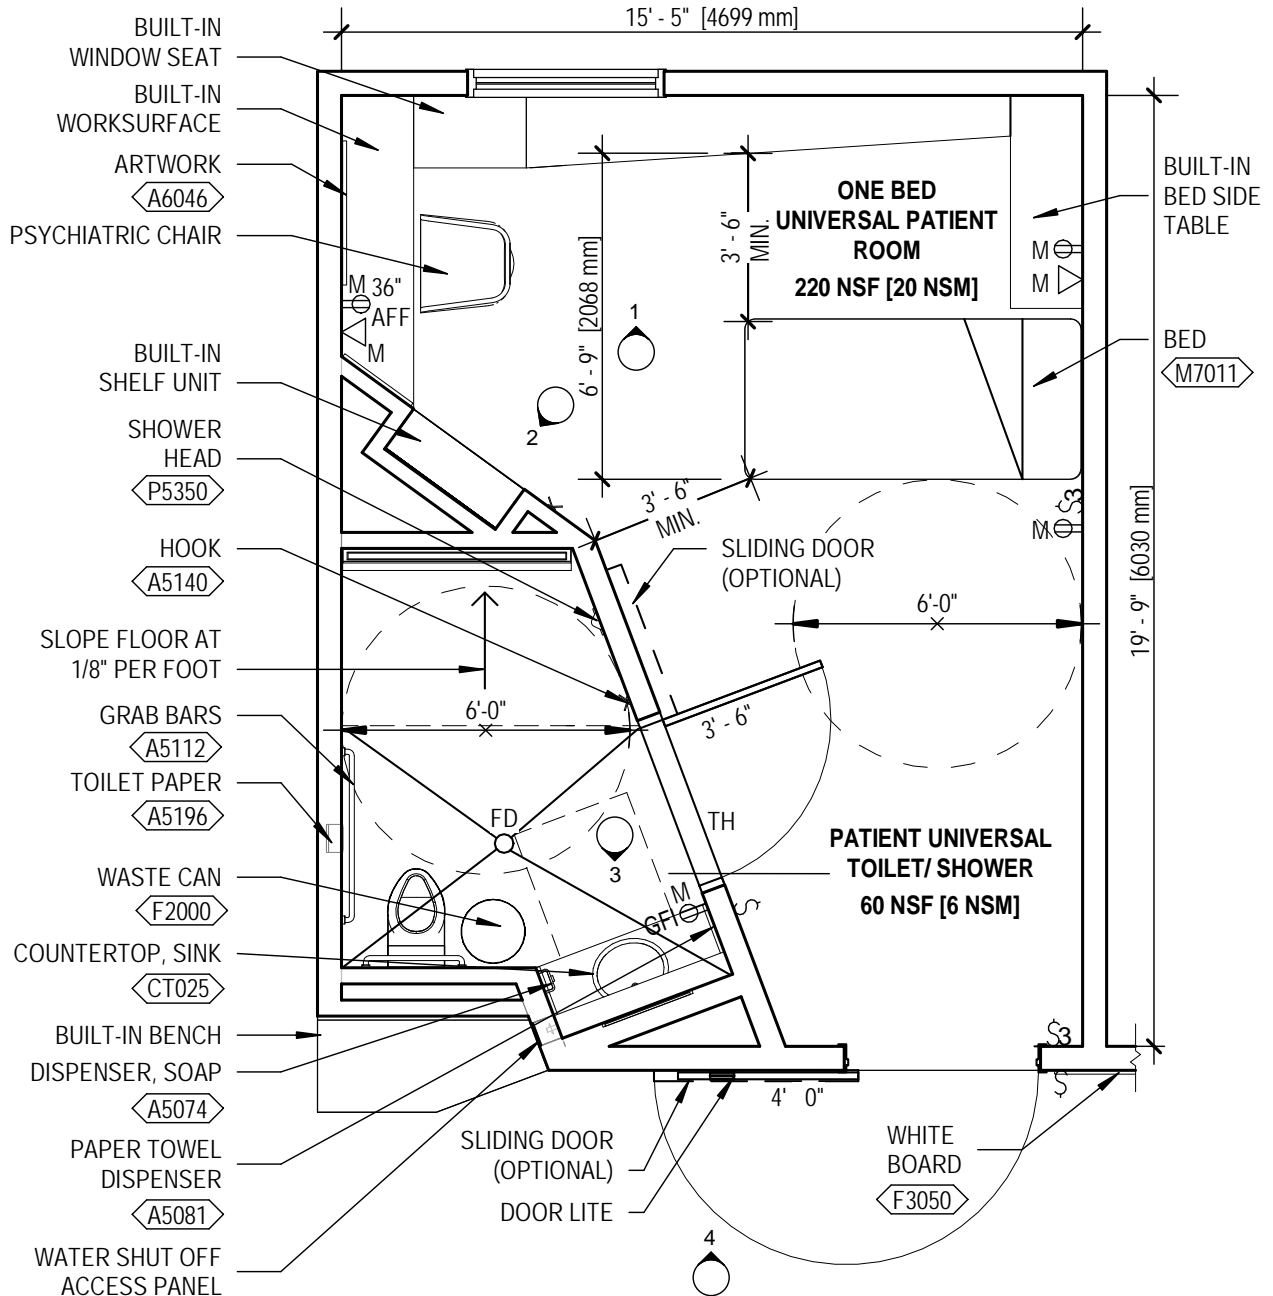 15' - 5" [4699 mm]
BUILT-IN
WINDOW SEAT
BUILT-IN
WORKSURFACE
ARTWORK
A6046
PSYCHIATRIC CHAIR
BUILT-IN
SHELF UNIT
SHOWER
HEAD
P5350
HOOK
A5140
SLOPE FLOOR AT
1/8" PER FOOT
GRAB BARS
A5112
TOILET PAPER
A5196
WASTE CAN
F2000
COUNTERTOP, SINK
CT025
BUILT-IN BENCH
DISPENSER, SOAP
A5074
PAPER TOWEL
DISPENSER
A5081
WATER SHUT OFF
ACCESS PANEL
M 36"
AFF
M
ONE BED
UNIVERSAL PATIENT
ROOM
220 NSF [20 NSM]
3' - 6"
MIN.
6' - 9" [2068 mm]
1
2
3' - 6"
MIN.
M
M
BUILT-IN
BED SIDE
TABLE
BED
M7011
$3
M
19' - 9" [6030 mm]
SLIDING DOOR
(OPTIONAL)
6'-0"
6'-0"
3' - 6"
FD
TH
3
M
GFI
$
PATIENT UNIVERSAL
TOILET/ SHOWER
60 NSF [6 NSM]
$3
$
4' 0"
SLIDING DOOR
(OPTIONAL)
DOOR LITE
WHITE
BOARD
F3050
4